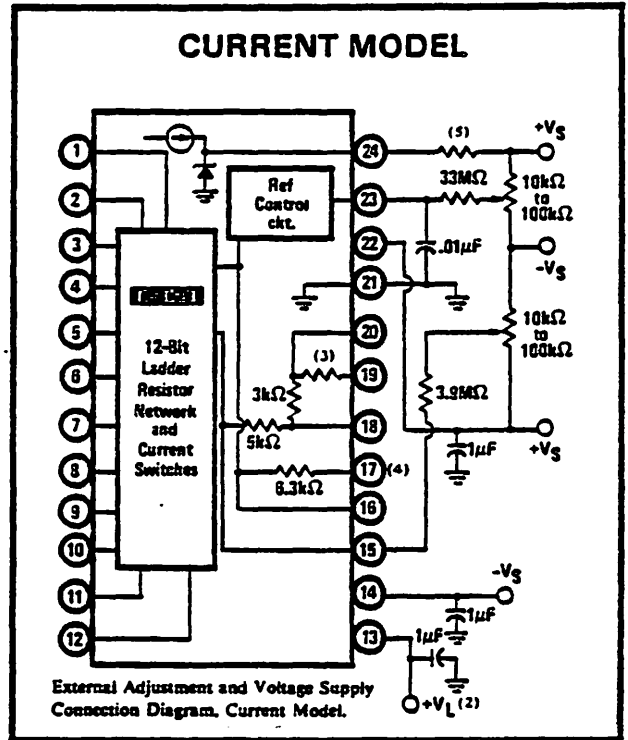 CURRENT MODEL
1
2
3
4
5
6
7
8
9
10
11
12
24
23
22
21
20
19
18
17
(4)
16
15
14
13
Ref
Control
ckt.
12-Bit
Ladder
Resistor
Network
and
Current
Switches
(3)
3kΩ
5kΩ
6.3kΩ
(5)
+VS
33MΩ
10kΩ
to
100kΩ
.01µF
-VS
10kΩ
to
100kΩ
3.9MΩ
1µF
+VS
-VS
1µF
1µF
+VL (2)
External Adjustment and Voltage Supply
Connection Diagram, Current Model.